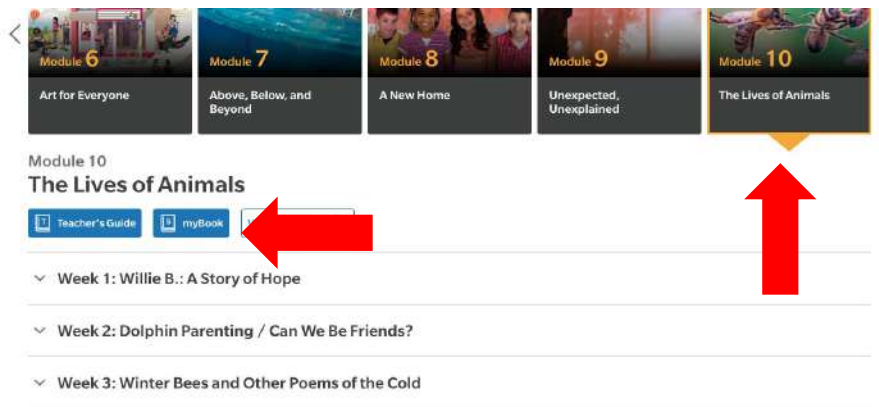 Module 6
Module 7
Module 8
Module 9
Module 10
Art for Everyone
Above, Below, and
Beyond
A New Home
Unexpected,
Unexplained
The Lives of Animals
Module 10
The Lives of Animals
Teacher's Guide
myBook
Week 1: Willie B.: A Story of Hope
Week 2: Dolphin Parenting / Can We Be Friends?
Week 3: Winter Bees and Other Poems of the Cold